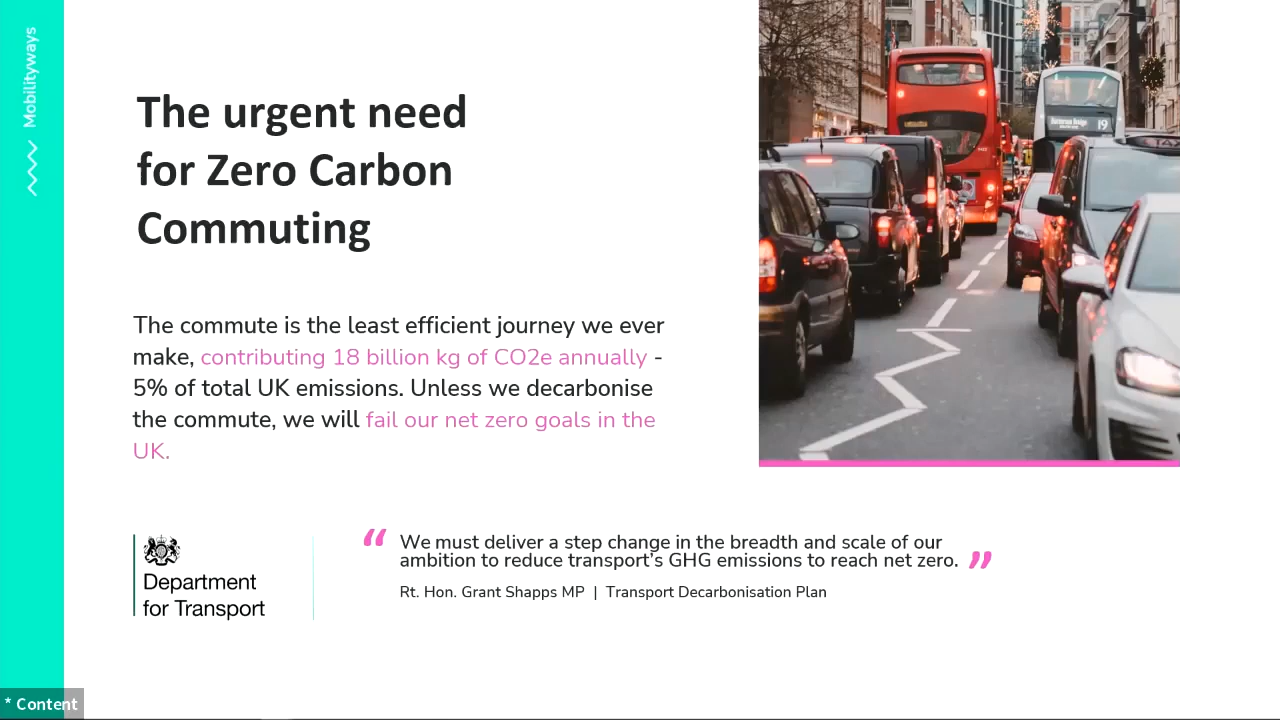 Mobilityways
The urgent need
for Zero Carbon
Commuting
The commute is the least efficient journey we ever
make, contributing 18 billion kg of CO2e annually -
5% of total UK emissions. Unless we decarbonise
the commute, we will fail our net zero goals in the
UK.
19
Department
for Transport
“ We must deliver a step change in the breadth and scale of our
ambition to reduce transport’s GHG emissions to reach net zero. ”
Rt. Hon. Grant Shapps MP | Transport Decarbonisation Plan
* Content